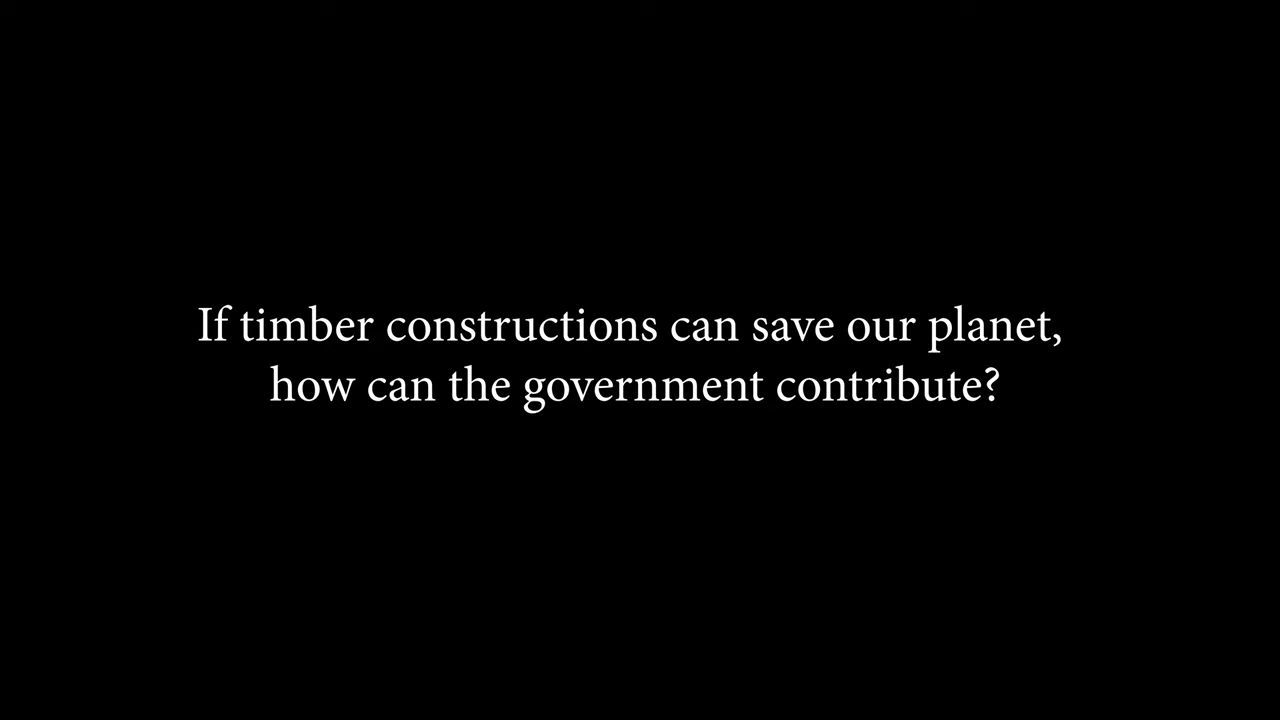 If timber constructions can save our planet,
how can the government contribute?